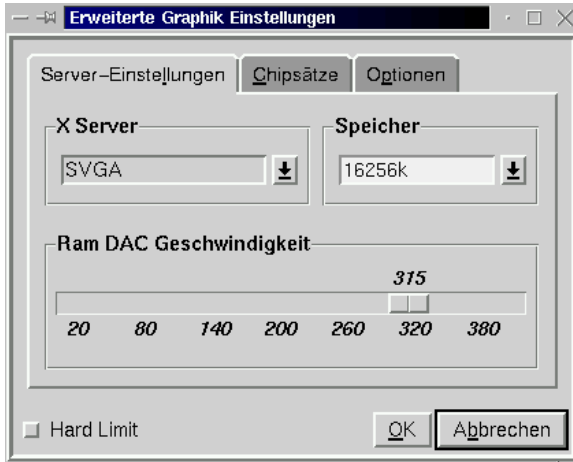 Erweiterte Graphik Einstellungen
Server-Einstellungen Chipsätze Optionen
X Server Speicher
SVGA 16256k
Ram DAC Geschwindigkeit
315
20 80 140 200 260 320 380
Hard Limit OK Abbrechen